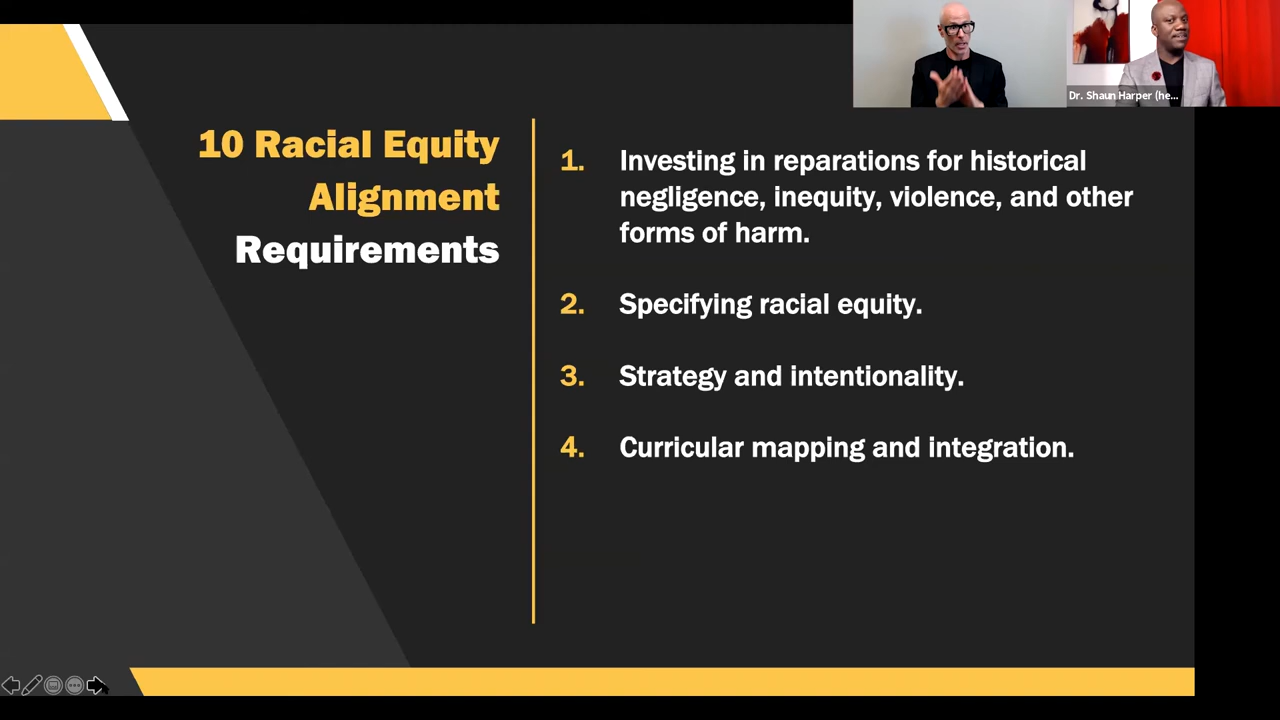 Dr. Shaun Harper (he...
10 Racial Equity
Alignment
Requirements
1. Investing in reparations for historical
negligence, inequity, violence, and other
forms of harm.
2. Specifying racial equity.
3. Strategy and intentionality.
4. Curricular mapping and integration.